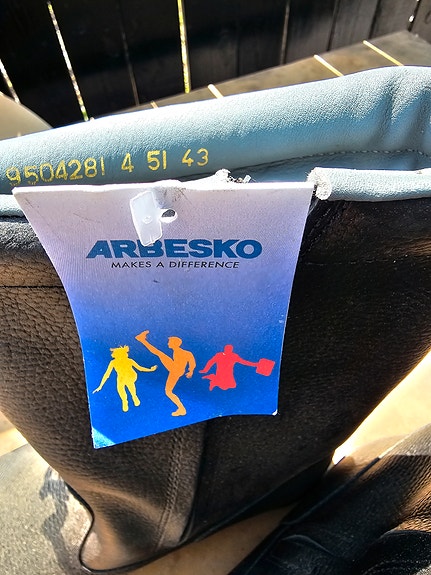 9504281 4 51 43
ARBESKO
MAKES A DIFFERENCE